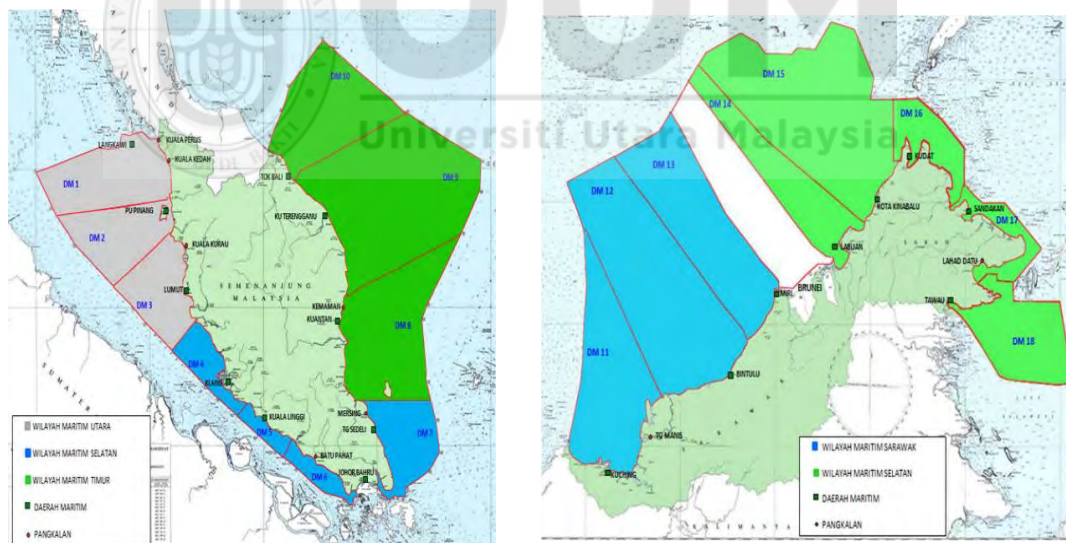 UUM
Universiti Utara Malaysia
DM 10
KUALA PERLIS
LANGKAWI
KUALA KEDAH
DM 1
TOK BALI
DM 9
PU PINANG
KU TERENGGANU
DM 2
KUALA KURAU
SEMENANJUNG
MALAYSIA
LUMUT
DM 3
KEMAMAN
KUANTAN
DM 8
DM 4
KLANG
SUMATERA
MERSING
KUALA LINGGI
DM 5
TG SEDELI
DM 7
BATU PAHAT
DM 6
JOHOR BAHRU
WILAYAH MARITIM UTARA
WILAYAH MARITIM SELATAN
WILAYAH MARITIM TIMUR
DAERAH MARITIM
PANGKALAN
DM 15
DM 14
DM 16
DM 13
KUDAT
DM 12
KOTA KINABALU
SANDAKAN
DM 17
LABUAN
SABAH
LAHAD DATU
BRUNEI
MIRI
TAWAU
DM 18
DM 11
BINTULU
TG MANIS
SARAWAK
KUCHING
WILAYAH MARITIM SARAWAK
WILAYAH MARITIM SELATAN
DAERAH MARITIM
PANGKALAN